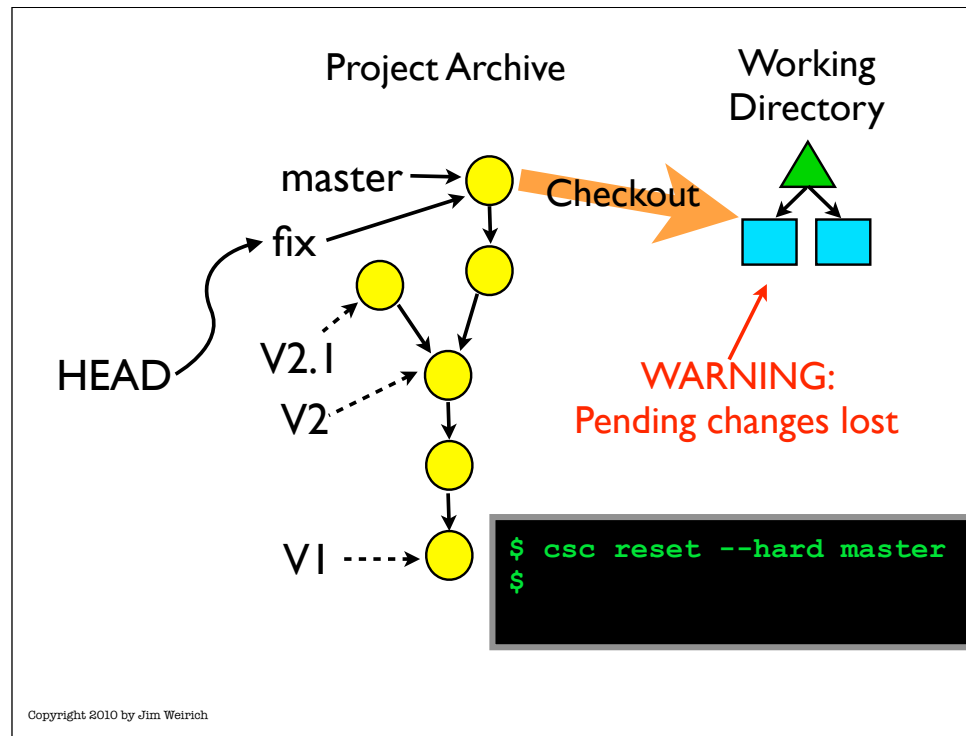 Project Archive
Working
Directory
master
Checkout
fix
HEAD
V2.1
V2
WARNING:
Pending changes lost
V1
$ csc reset --hard master
$
Copyright 2010 by Jim Weirich